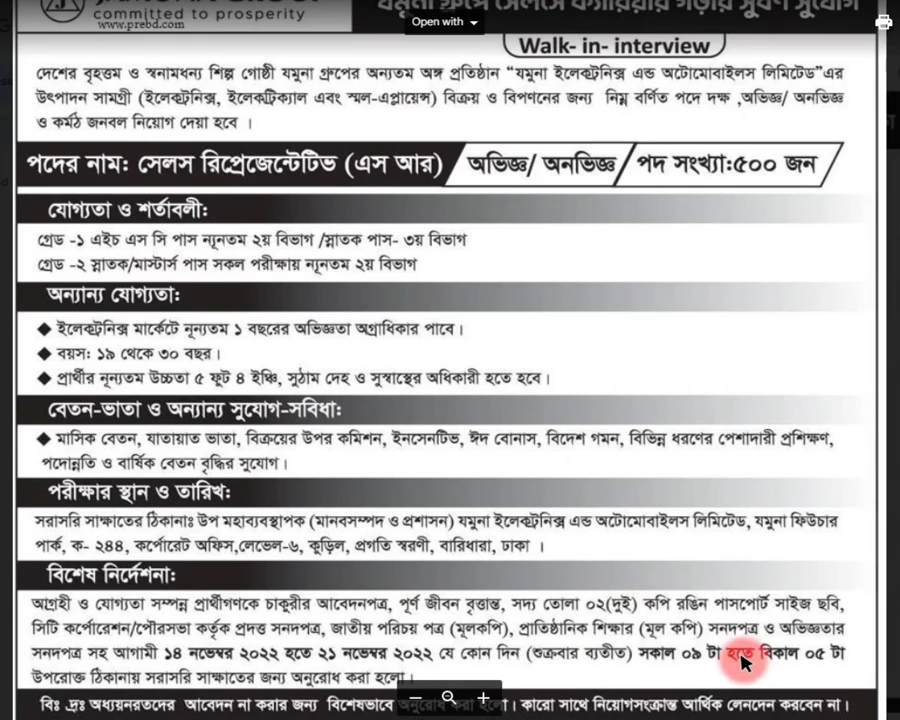 JAMUNA GROUP
যমুনা গ্রুপে সেলসে ক্যারিয়ার গড়ার সুবর্ণ সুযোগ
committed to prosperity
www.prebd.com
Open with
Walk- in- interview
দেশের বৃহত্তম ও স্বনামধন্য শিল্প গোষ্ঠী যমুনা গ্রুপের অন্যতম অঙ্গ প্রতিষ্ঠান “যমুনা ইলেকট্রনিক্স এন্ড অটোমোবাইলস লিমিটেড”এর
উৎপাদন সামগ্রী (ইলেকট্রনিক্স, ইলেকট্রিক্যাল এবং স্মল-এপ্লায়েন্স) বিক্রয় ও বিপণনের জন্য নিম্ন বর্ণিত পদে দক্ষ ,অভিজ্ঞ/ অনভিজ্ঞ
ও কর্মঠ জনবল নিয়োগ দেয়া হবে ।
পদের নাম: সেলস রিপ্রেজেন্টেটিভ (এস আর) অভিজ্ঞ/ অনভিজ্ঞ পদ সংখ্যা:৫০০ জন
যোগ্যতা ও শর্তাবলী:
গ্রেড -১ এইচ এস সি পাস ন্যূনতম ২য় বিভাগ /স্নাতক পাস- ৩য় বিভাগ
গ্রেড -২ স্নাতক/মাস্টার্স পাস সকল পরীক্ষায় ন্যূনতম ২য় বিভাগ
অন্যান্য যোগ্যতা:
◆ ইলেকট্রনিক্স মার্কেটে নূন্যতম ১ বছরের অভিজ্ঞতা অগ্রাধিকার পাবে।
◆ বয়স: ১৯ থেকে ৩০ বছর।
◆ প্রার্থীর নূন্যতম উচ্চতা ৫ ফুট ৪ ইঞ্চি, সুঠাম দেহ ও সুস্বাস্থের অধিকারী হতে হবে।
বেতন-ভাতা ও অন্যান্য সুযোগ-সবিধা:
◆ মাসিক বেতন, যাতায়াত ভাতা, বিক্রয়ের উপর কমিশন, ইনসেনটিভ, ঈদ বোনাস, বিদেশ গমন, বিভিন্ন ধরণের পেশাদারী প্রশিক্ষণ,
পদোন্নতি ও বার্ষিক বেতন বৃদ্ধির সুযোগ।
পরীক্ষার স্থান ও তারিখ:
সরাসরি সাক্ষাতের ঠিকানাঃ উপ মহাব্যবস্থাপক (মানবসম্পদ ও প্রশাসন) যমুনা ইলেকট্রনিক্স এন্ড অটোমোবাইলস লিমিটেড, যমুনা ফিউচার
পার্ক, ক- ২৪৪, কর্পোরেট অফিস,লেভেল-৬, কুড়িল, প্রগতি স্বরণী, বারিধারা, ঢাকা ।
বিশেষ নির্দেশনা:
আগ্রহী ও যোগ্যতা সম্পন্ন প্রার্থীগণকে চাকুরীর আবেদনপত্র, পূর্ণ জীবন বৃত্তান্ত, সদ্য তোলা ০২(দুই) কপি রঙিন পাসপোর্ট সাইজ ছবি,
সিটি কর্পোরেশন/পৌরসভা কর্তৃক প্রদত্ত সনদপত্র, জাতীয় পরিচয় পত্র (মূলকপি), প্রাতিষ্ঠানিক শিক্ষার (মূল কপি) সনদপত্র ও অভিজ্ঞতার
সনদপত্র সহ আগামী ১৪ নভেম্বর ২০২২ হতে ২১ নভেম্বর ২০২২ যে কোন দিন (শুক্রবার ব্যতীত) সকাল ০৯ টা হতে বিকাল ০৫ টা
উপরোক্ত ঠিকানায় সরাসরি সাক্ষাতের জন্য অনুরোধ করা হলো।
বিঃ দ্রঃ অধ্যয়নরতদের আবেদন না করার জন্য বিশেষভাবে অনুরোধ করা হলো। কারো সাথে নিয়োগসংক্রান্ত আর্থিক লেনদেন করবেন না।